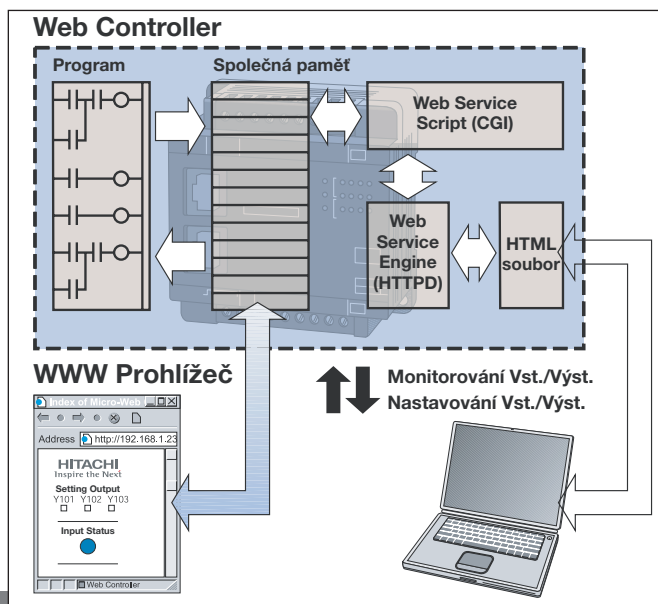 Web Controller
Program
Společná paměť
Web Service
Script (CGI)
Web
Service
Engine
(HTTPD)
HTML
soubor
WWW Prohlížeč
Monitorování Vst./Výst.
Nastavování Vst./Výst.
Index of Micro-Web
Address http://192.168.1.23
HITACHI
Inspire the Next
Setting Output
Y101 Y102 Y103
Input Status
Web Controller